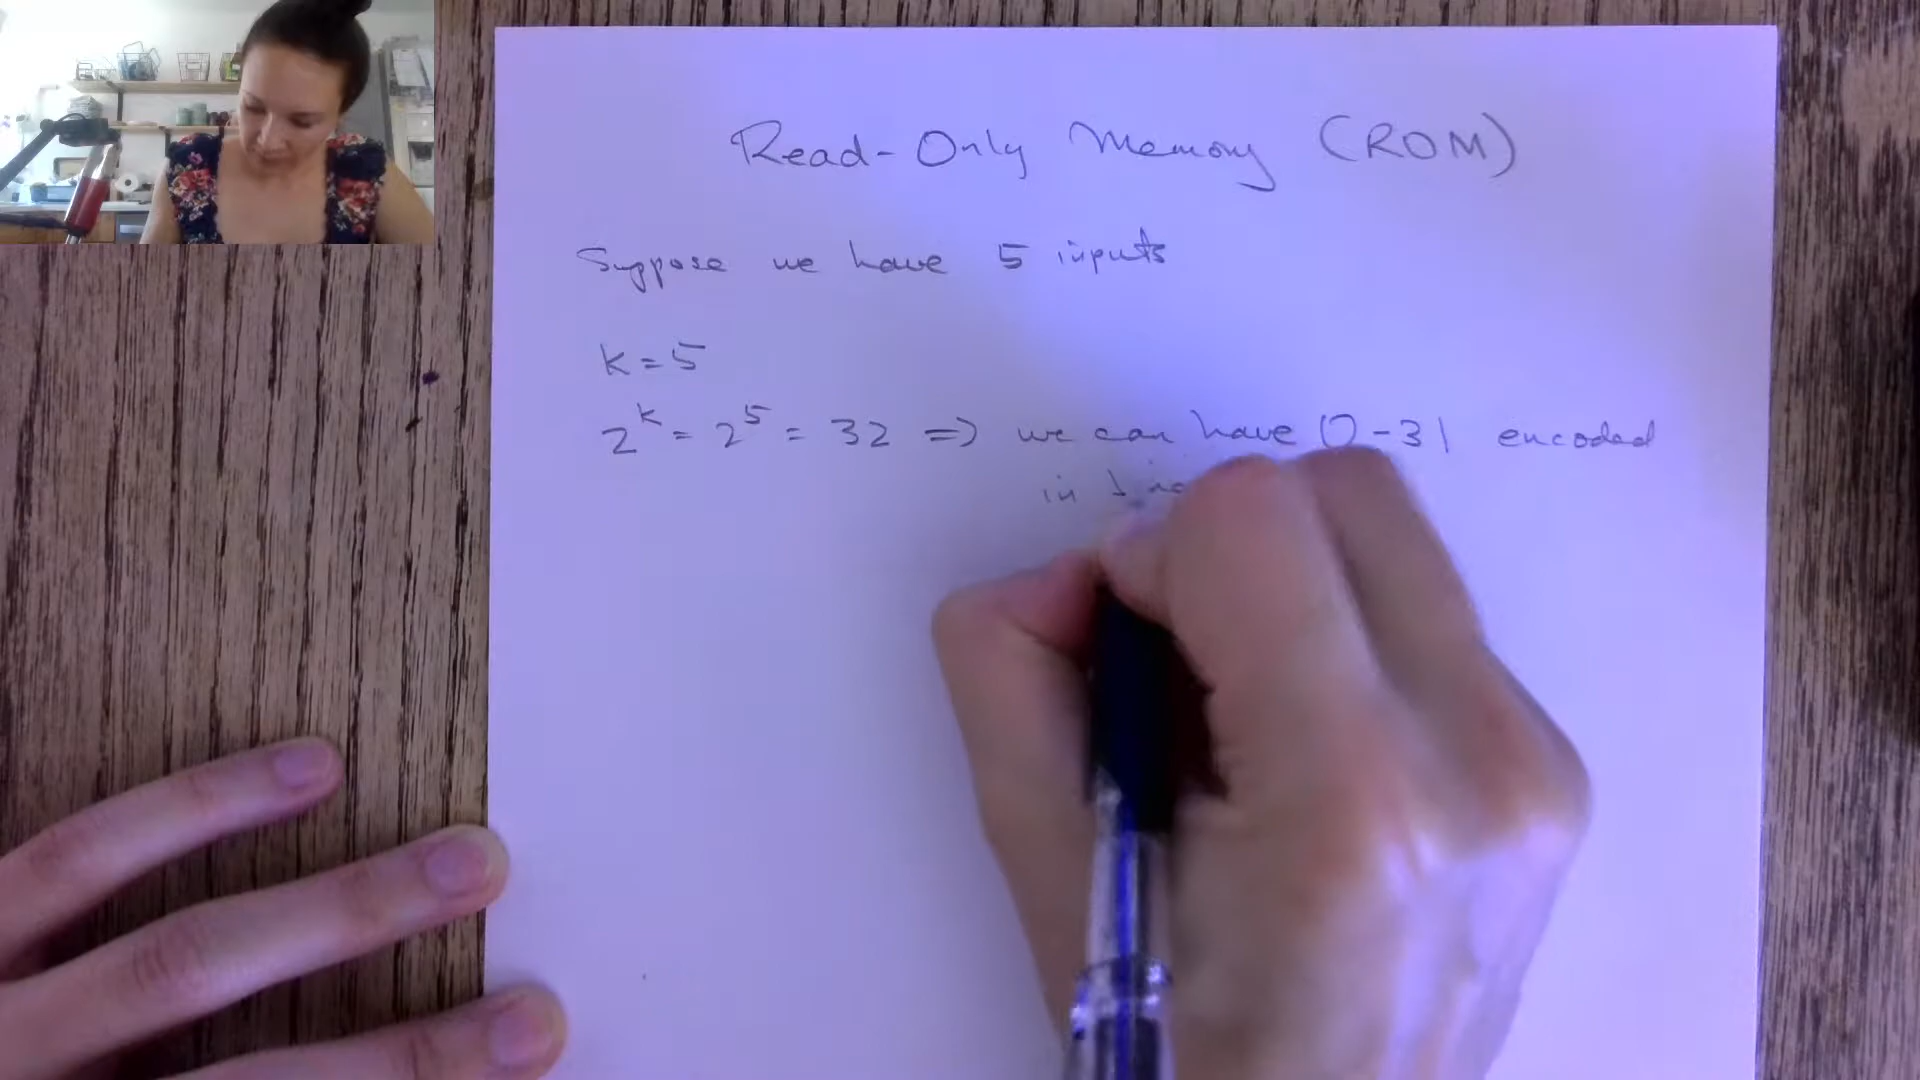 Read-Only Memory (ROM)
Suppose we have 5 inputs
k = 5
2^k = 2^5 = 32 => we can have 0-31 encoded
in